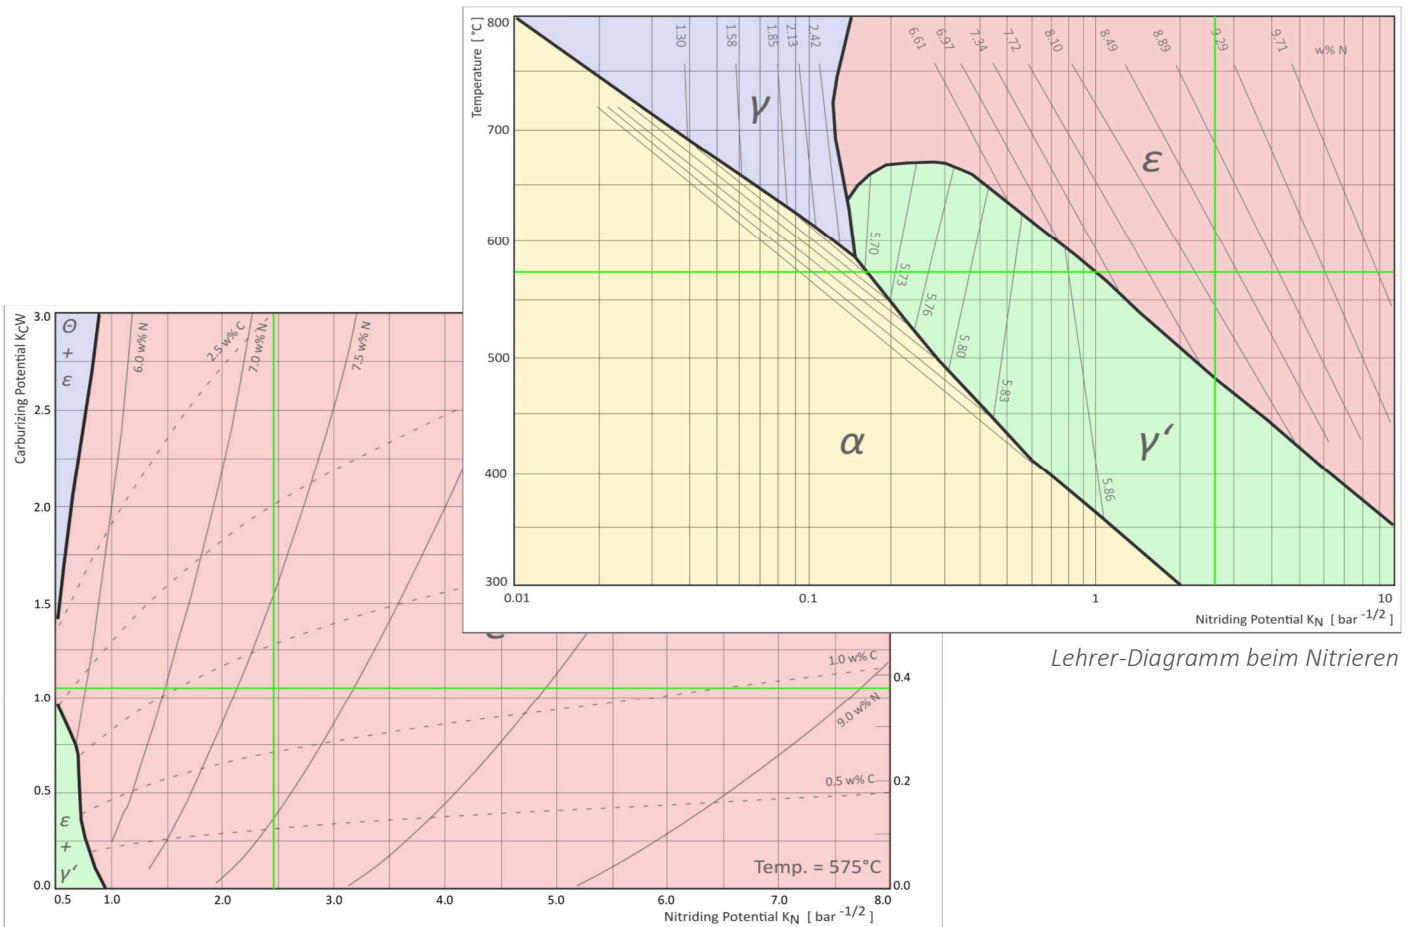 Temperature [°C]
800
700
600
500
400
300
1.30
1.58
1.85
2.13
2.42
6.61
6.97
7.34
7.72
8.10
8.49
8.89
9.29
9.71
w% N
γ
ε
α
γ‘
5.70
5.73
5.76
5.80
5.83
5.86
0.01
0.1
1
10
Nitriding Potential KN [ bar -1/2 ]
Lehrer-Diagramm beim Nitrieren
Carburizing Potential KCW
3.0
2.5
2.0
1.5
1.0
0.5
0.0
Θ
+
ε
6.0 w% N
2.5 w% C
7.0 w% N
7.5 w% N
1.0 w% C
9.0 w% N
0.5 w% C
0.4
0.2
0.0
ε
+
γ‘
Temp. = 575°C
0.5
1.0
2.0
3.0
4.0
5.0
6.0
7.0
8.0
Nitriding Potential KN [ bar -1/2 ]